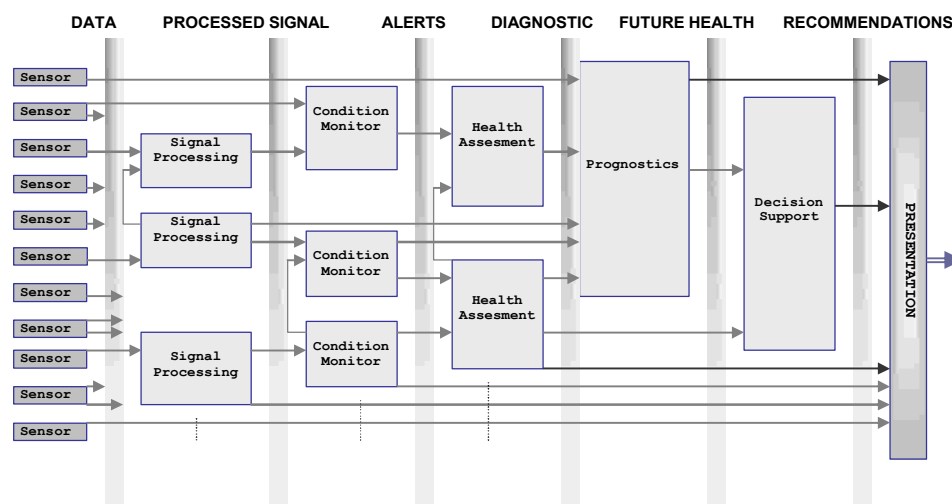 DATA PROCESSED SIGNAL ALERTS DIAGNOSTIC FUTURE HEALTH RECOMMENDATIONS
Sensor
Sensor
Sensor
Sensor
Sensor
Sensor
Sensor
Sensor
Sensor
Sensor
Sensor
Signal
Processing
Signal
Processing
Signal
Processing
Condition
Monitor
Condition
Monitor
Condition
Monitor
Health
Assesment
Health
Assesment
Prognostics
Decision
Support
PRESENTATION